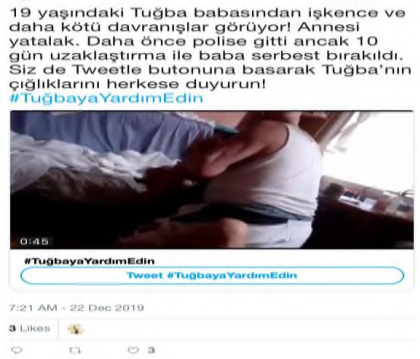 19 yaşındaki Tuğba babasından işkence ve
daha kötü davranışlar görüyor! Annesi
yatalak. Daha önce polise gitti ancak 10
gün uzaklaştırma ile baba serbest bırakıldı.
Siz de Tweetle butonuna basarak Tuğba'nın
çığlıklarını herkese duyurun!
#TuğbayaYardımEdin
0:45
#TuğbayaYardımEdin
Tweet #TuğbayaYardımEdin
7:21 AM - 22 Dec 2019
3 Likes
3